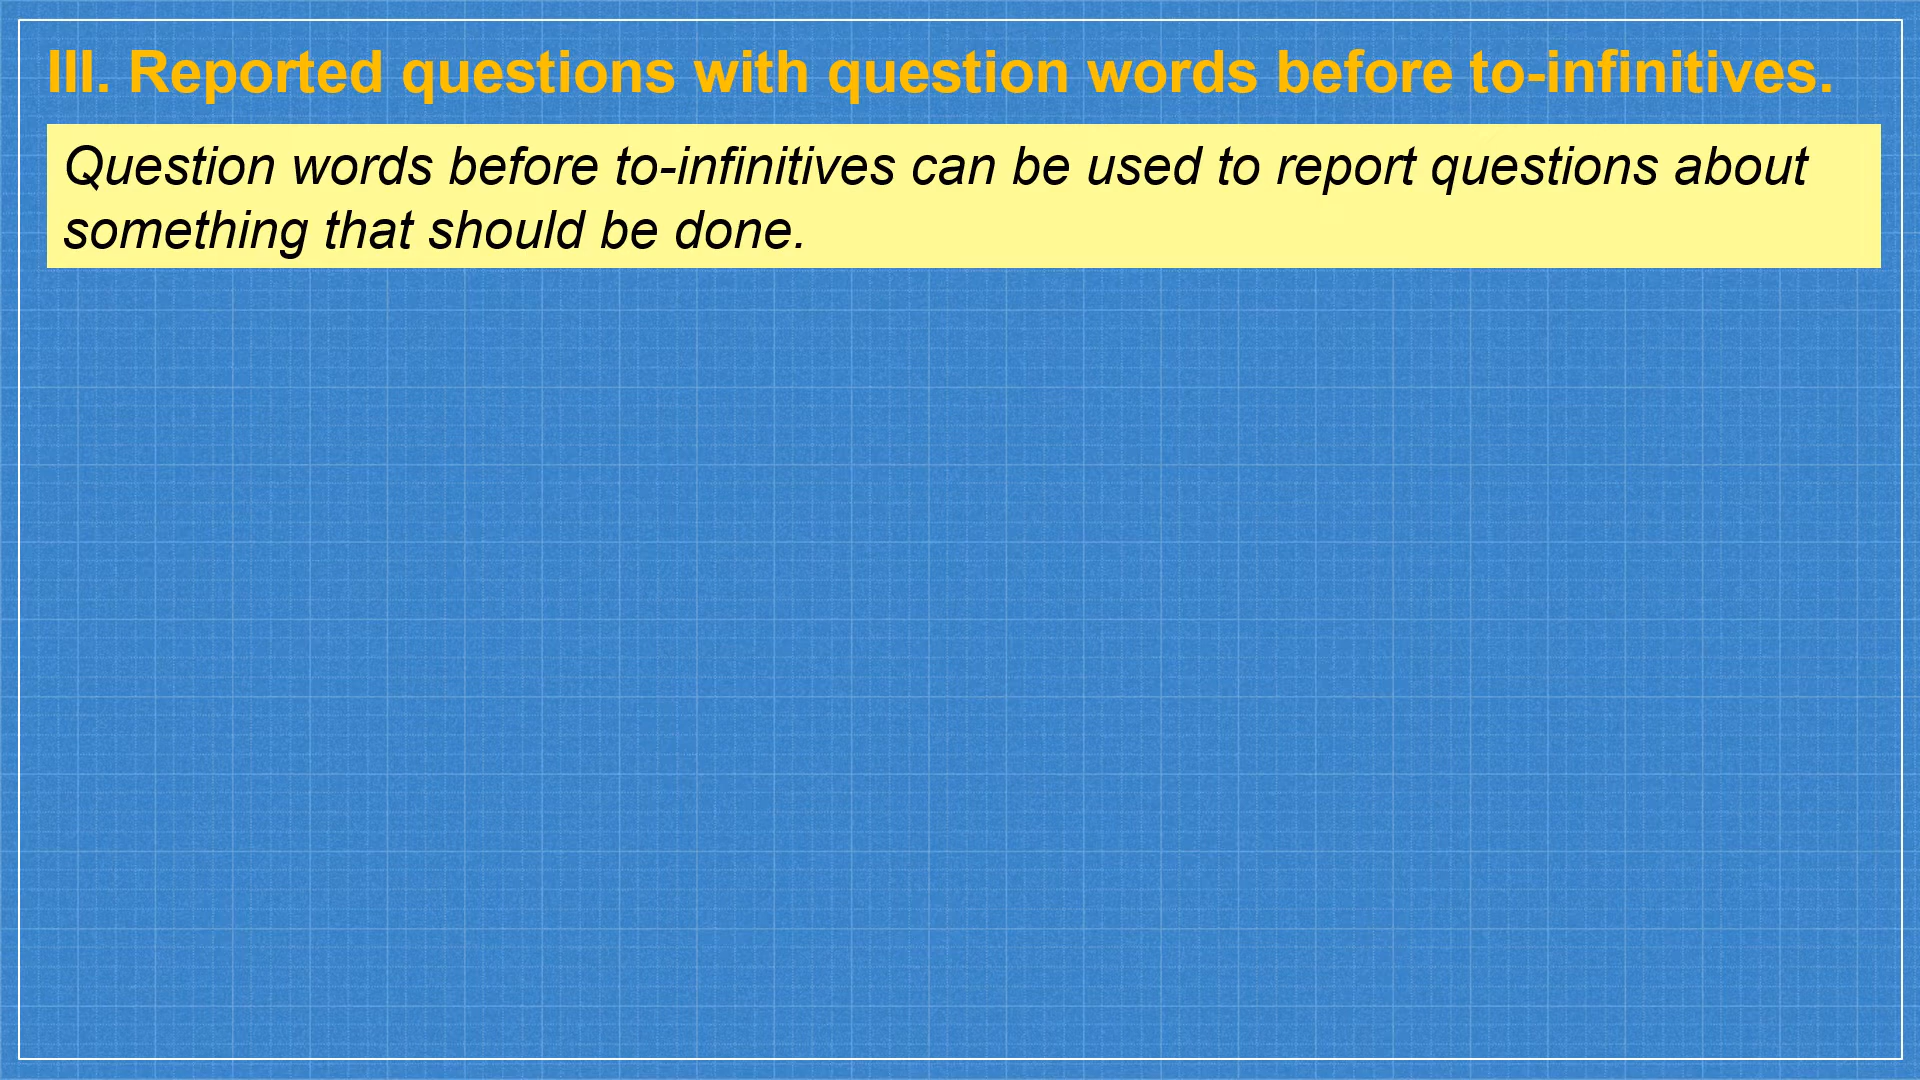 III. Reported questions with question words before to-infinitives.
Question words before to-infinitives can be used to report questions about
something that should be done.